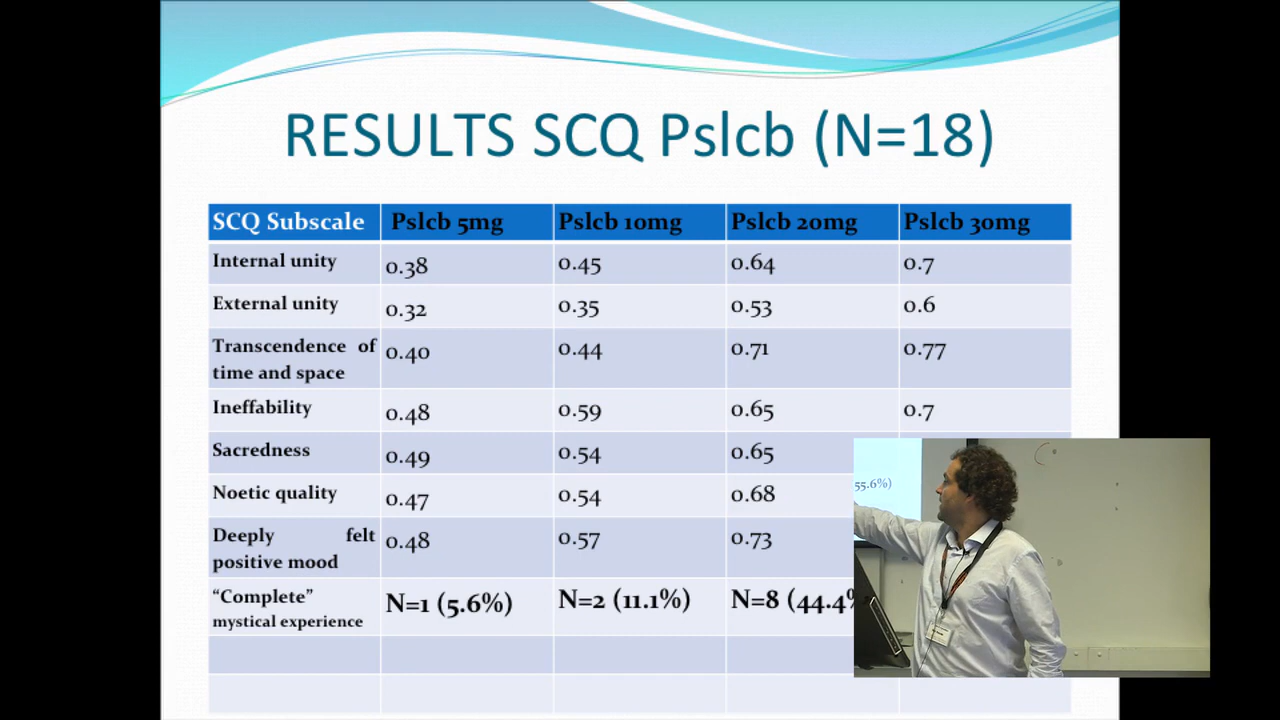 RESULTS SCQ Pslcb (N=18)
SCQ Subscale Pslcb 5mg Pslcb 10mg Pslcb 20mg Pslcb 30mg
Internal unity 0.38 0.45 0.64 0.7
External unity 0.32 0.35 0.53 0.6
Transcendence of
time and space 0.40 0.44 0.71 0.77
Ineffability 0.48 0.59 0.65 0.7
Sacredness 0.49 0.54 0.65
Noetic quality 0.47 0.54 0.68
Deeply felt
positive mood 0.48 0.57 0.73
"Complete"
mystical experience N=1 (5.6%) N=2 (11.1%) N=8 (44.4%
55.6%)